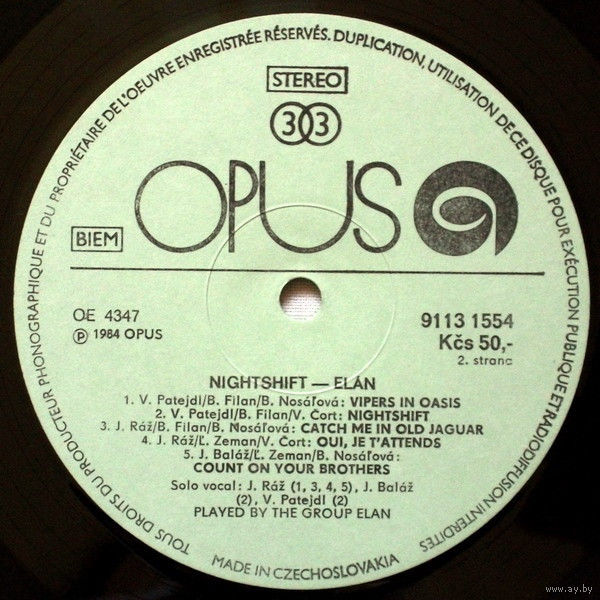 TOUS DROITS DU PRODUCTEUR PHONOGRAPHIQUE ET DU PROPRIÉTAIRE DE L'OEUVRE ENREGISTRÉE RÉSERVÉS. DUPLICATION, UTILISATION DE CE DISQUE POUR EXÉCUTION PUBLIQUE ET RADIODIFFUSION INTERDITES
STEREO
33
OPUS
BIEM
OE 4347
℗ 1984 OPUS
9113 1554
Kčs 50,-
2. strana
NIGHTSHIFT — ELÁN
1. V. Patejdl/B. Filan/B. Nosáľová: VIPERS IN OASIS
2. V. Patejdl/B. Filan/V. Čort: NIGHTSHIFT
3. J. Ráž/B. Filan/B. Nosáľová: CATCH ME IN OLD JAGUAR
4. J. Ráž/Ľ. Zeman/V. Čort: OUI, JE T'ATTENDS
5. J. Baláž/Ľ. Zeman/B. Nosáľová:
COUNT ON YOUR BROTHERS
Solo vocal: J. Ráž (1, 3, 4, 5), J. Baláž
(2), V. Patejdl (2)
PLAYED BY THE GROUP ELAN
MADE IN CZECHOSLOVAKIA
www.ay.by